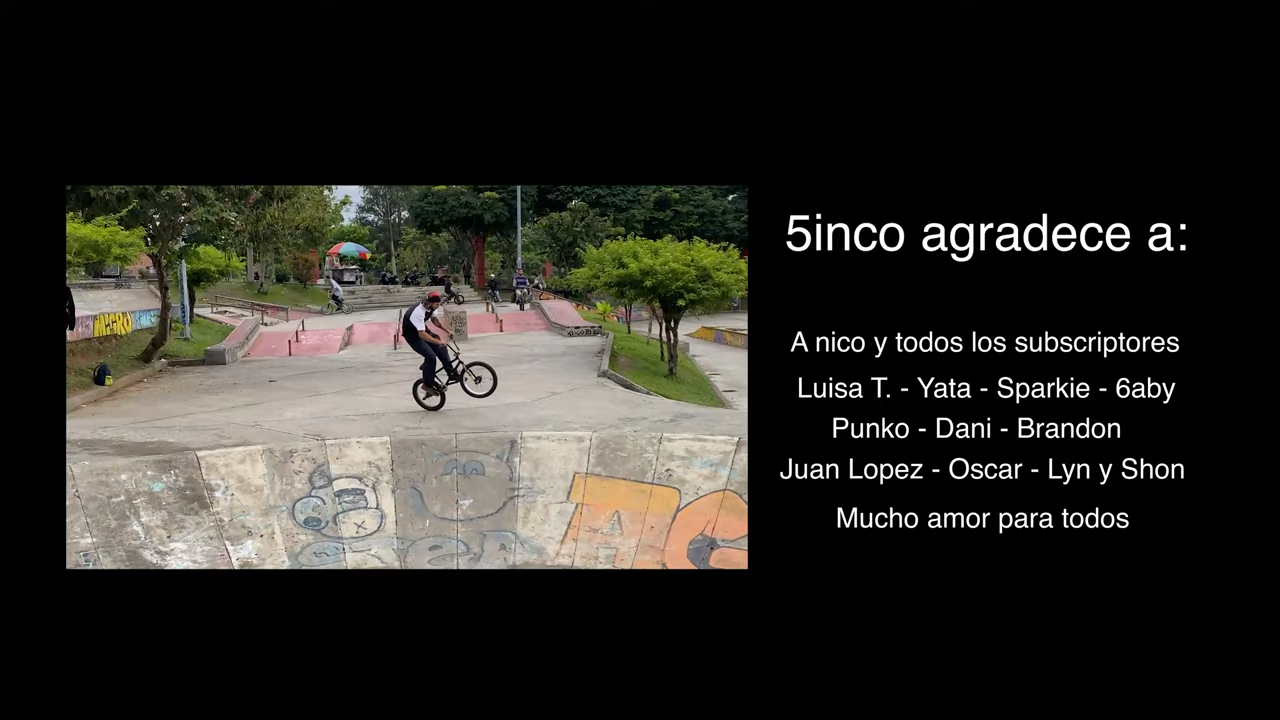 5inco agradece a:
A nico y todos los subscriptores
Luisa T. - Yata - Sparkie - 6aby
Punko - Dani - Brandon
Juan Lopez - Oscar - Lyn y Shon
Mucho amor para todos